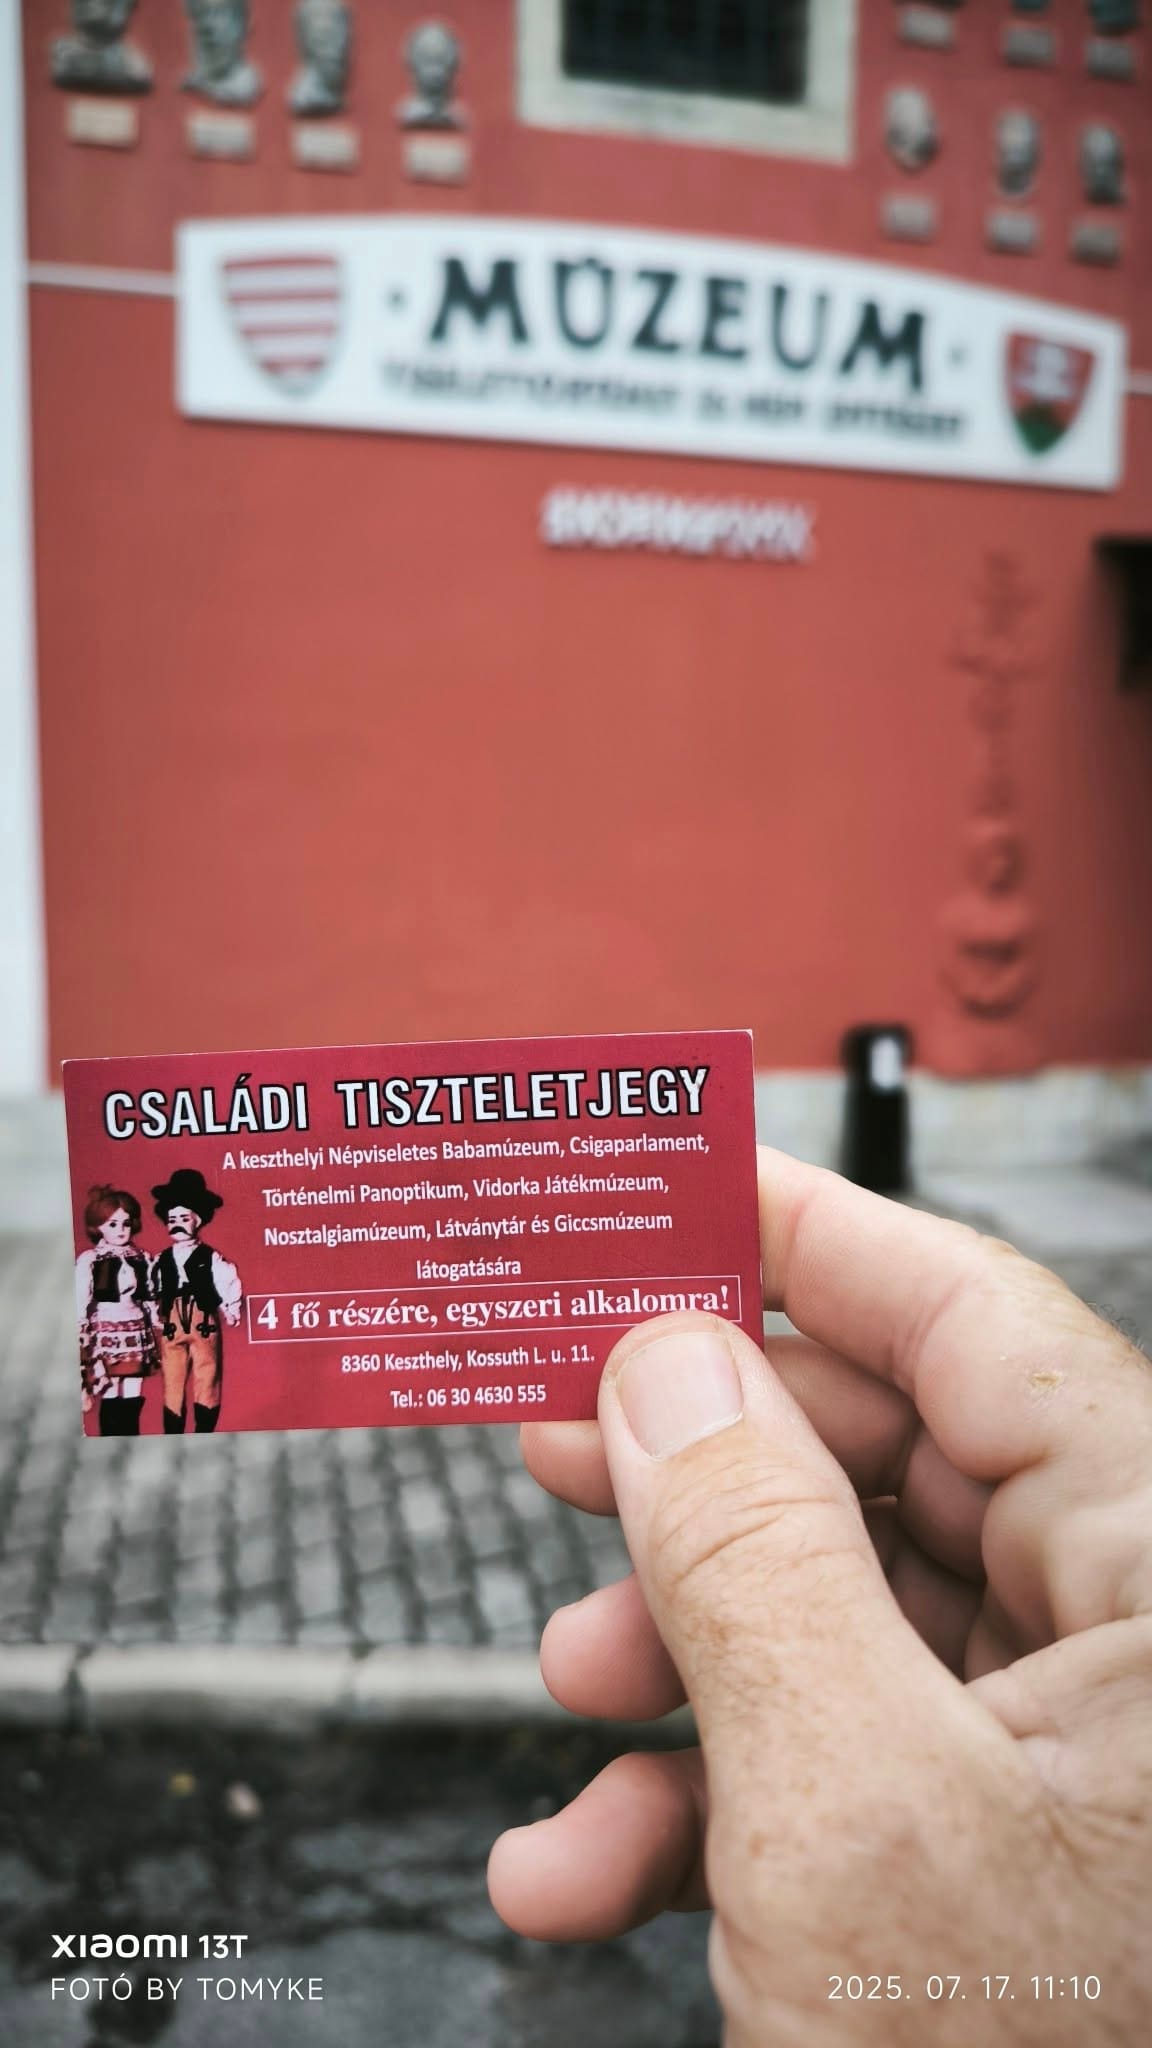 MÚZEUM
CSALÁDI TISZTELETJEGY
A keszthelyi Népviseletes Babamúzeum, Csigaparlament,
Történelmi Panoptikum, Vidorka Játékmúzeum,
Nosztalgiamúzeum, Látványtár és Giccsmúzeum
látogatására
4 fő részére, egyszeri alkalomra!
8360 Keszthely, Kossuth L. u. 11.
Tel.: 06 30 4630 555
XIAOMI 13T
FOTÓ BY TOMYKE
2025. 07. 17. 11:10